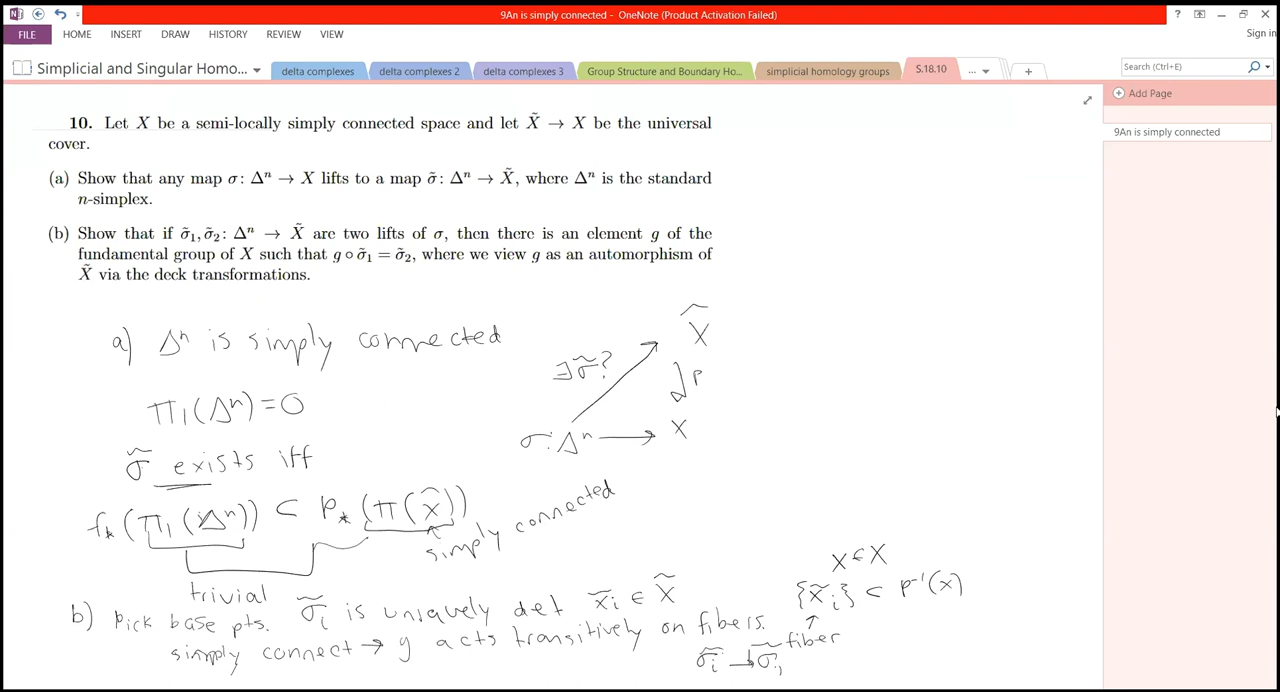 9An is simply connected - OneNote (Product Activation Failed)
FILE HOME INSERT DRAW HISTORY REVIEW VIEW
Sign in
Simplicial and Singular Homo... delta complexes delta complexes 2 delta complexes 3 Group Structure and Boundary Ho... simplicial homology groups S.18.10 ... Search (Ctrl+E)
Add Page
9An is simply connected
10. Let X be a semi-locally simply connected space and let X̃ → X be the universal
cover.
(a) Show that any map σ: Δⁿ → X lifts to a map σ̃: Δⁿ → X̃, where Δⁿ is the standard
n-simplex.
(b) Show that if σ̃₁, σ̃₂: Δⁿ → X̃ are two lifts of σ, then there is an element g of the
fundamental group of X such that g ∘ σ̃₁ = σ̃₂, where we view g as an automorphism of
X̃ via the deck transformations.
a) Δⁿ is simply connected
π₁(Δⁿ)=0
σ̃ exists iff
f⁎(π₁(Δⁿ)) ⊂ p⁎(π(X̃))
trivial
simply connected
X̃
∃σ̃?
p
σ: Δⁿ → X
b) Pick base pts. σ̃ᵢ is uniquely det x̃ᵢ ∈ X̃
simply connect → y acts transitively on fibers.
x ∈ X
{x̃ᵢ} ⊂ p⁻¹(x)
↑
fiber
σ̃ᵢ → σ̃ⱼ